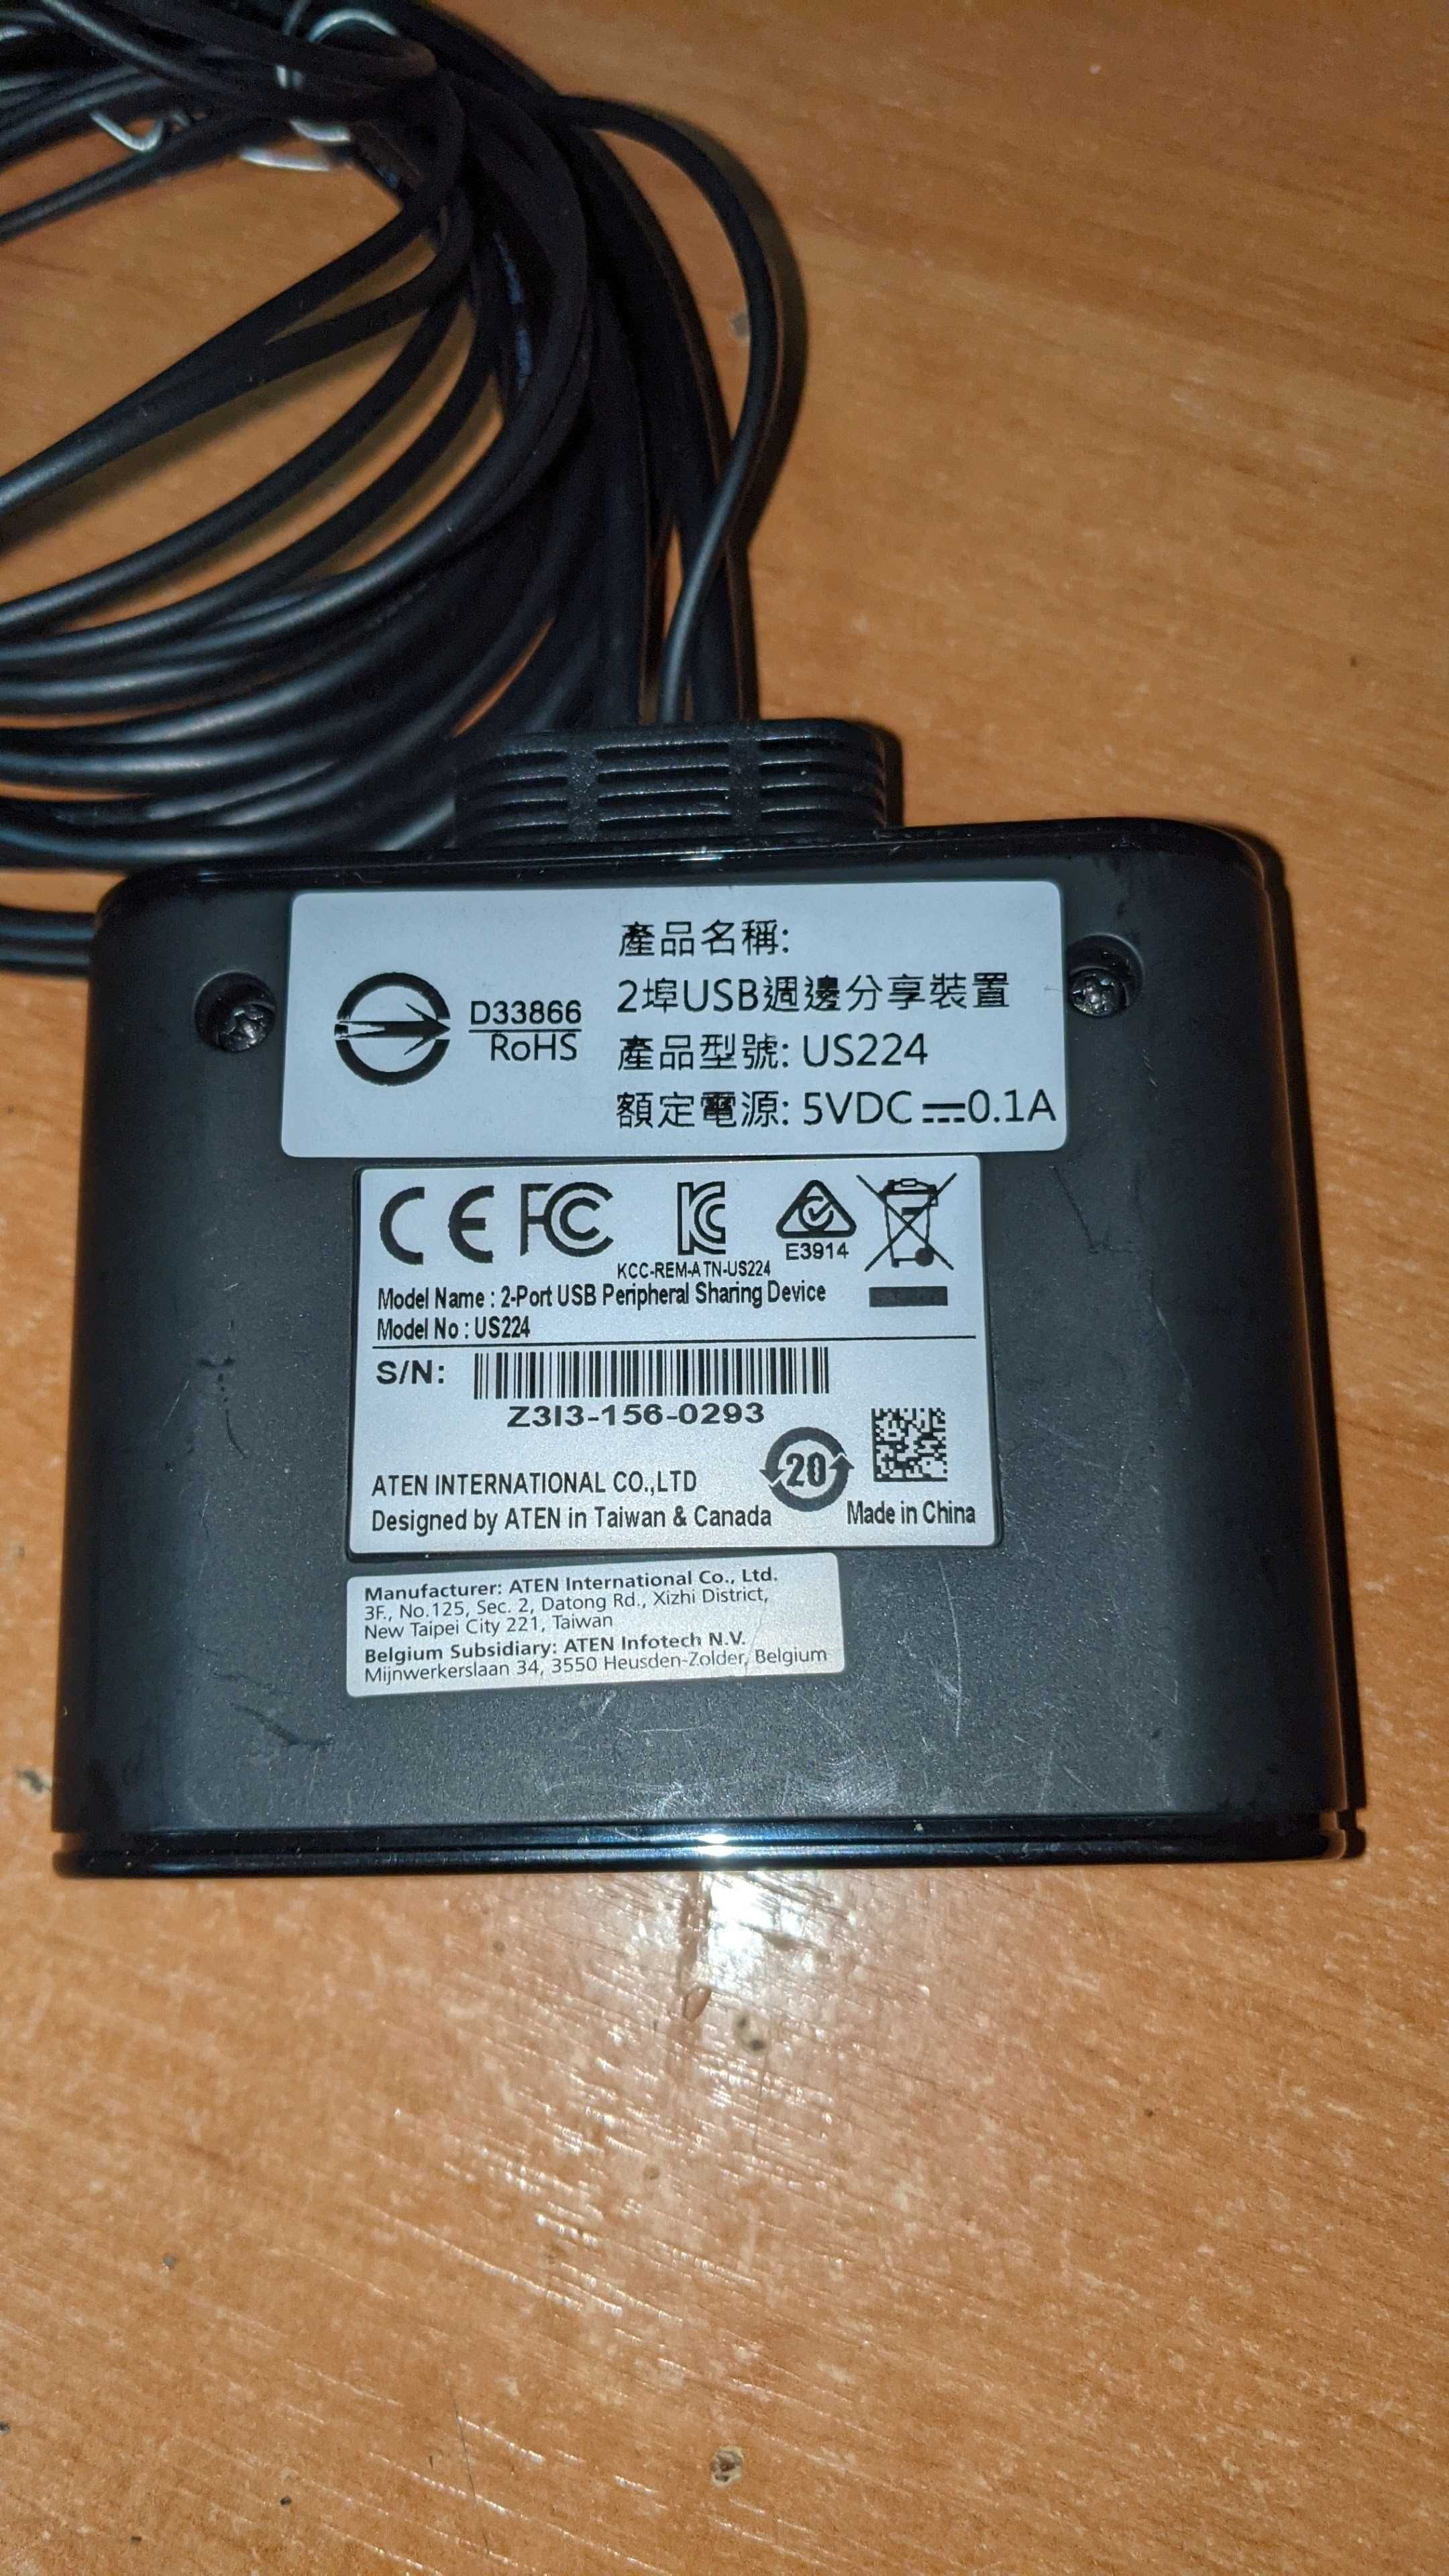 產品名稱:
D33866
RoHS
2埠USB週邊分享裝置
產品型號: US224
額定電源: 5VDC ⎓0.1A
CE FC KC
E3914
KCC-REM-ATN-US224
Model Name : 2-Port USB Peripheral Sharing Device
Model No : US224
S/N:
Z3I3-156-0293
20
ATEN INTERNATIONAL CO.,LTD
Designed by ATEN in Taiwan & Canada
Made in China
Manufacturer: ATEN International Co., Ltd.
3F., No.125, Sec. 2, Datong Rd., Xizhi District,
New Taipei City 221, Taiwan
Belgium Subsidiary: ATEN Infotech N.V.
Mijnwerkerslaan 34, 3550 Heusden-Zolder, Belgium